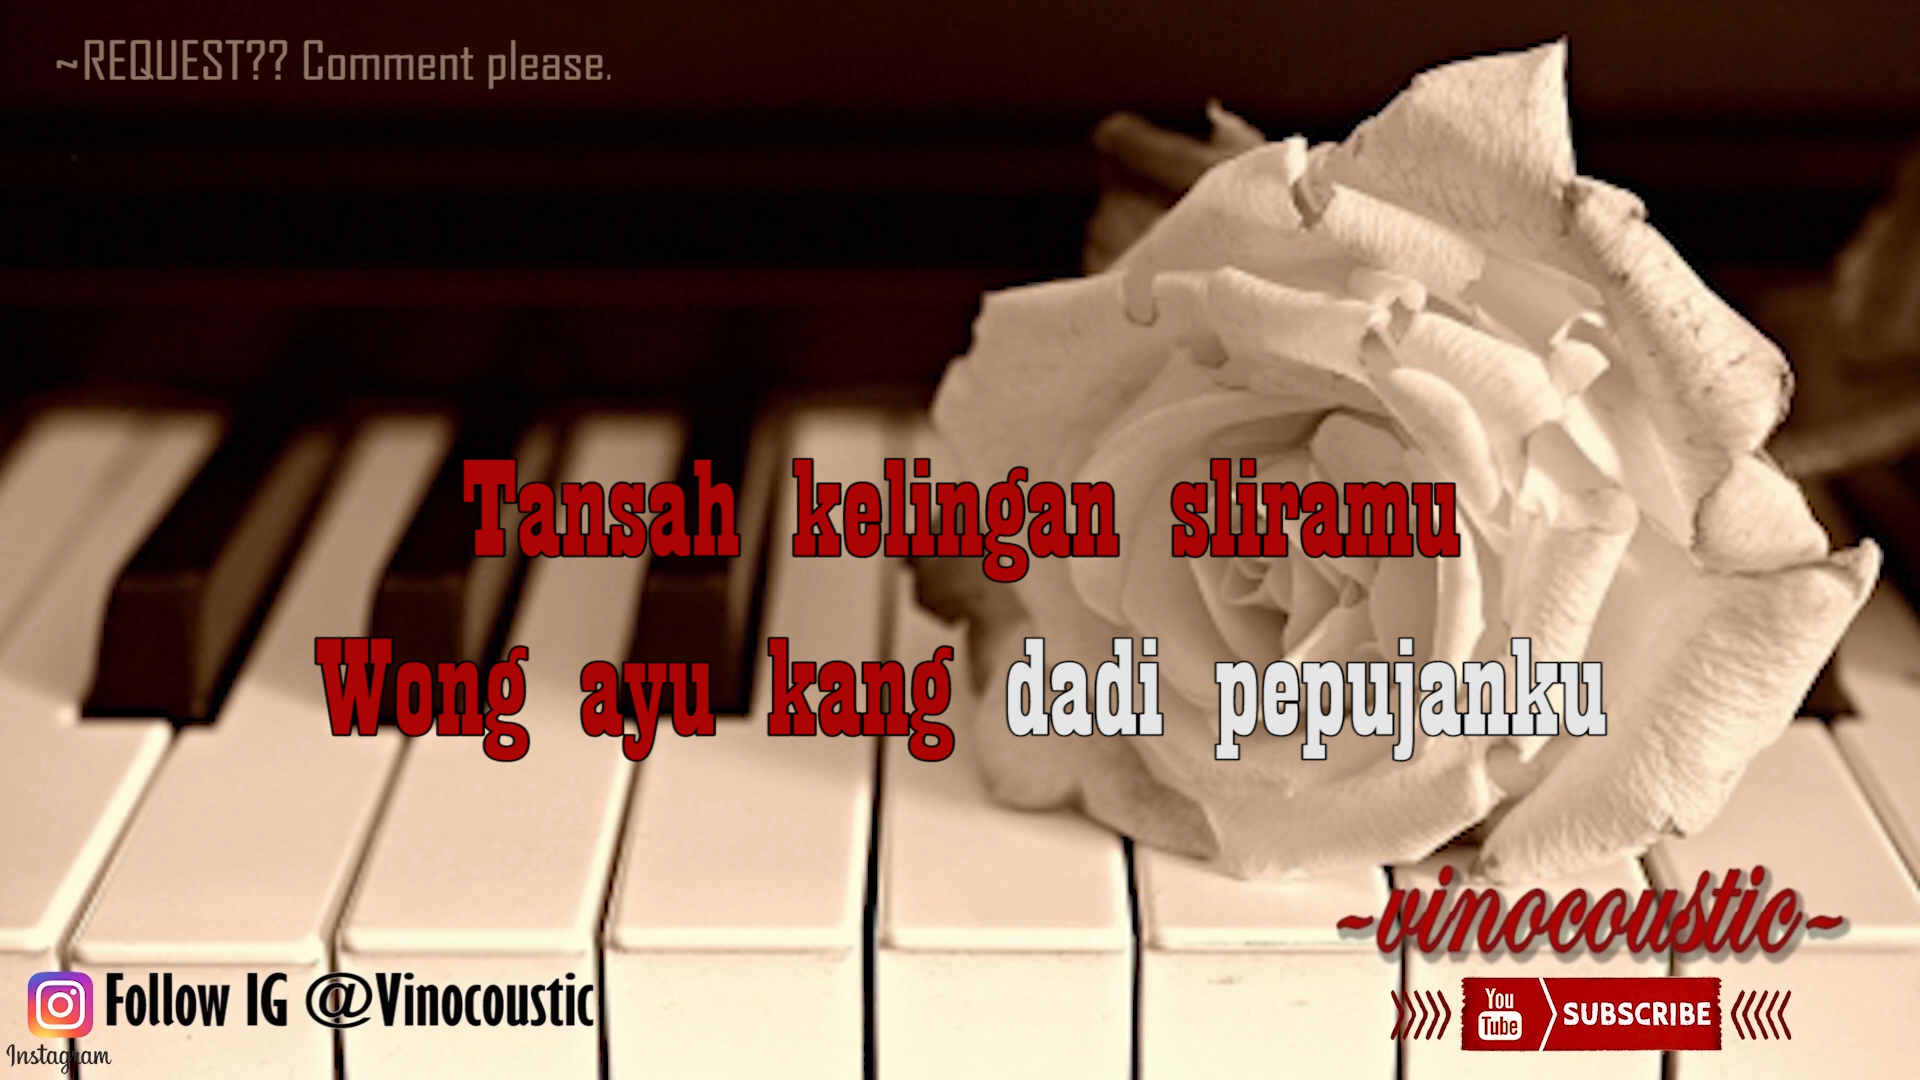 ~REQUEST?? Comment please.
Tansah kelingan sliramu
Wong ayu kang dadi pepujanku
~vinocoustic~
Follow IG @Vinocoustic
Instagram
You Tube SUBSCRIBE